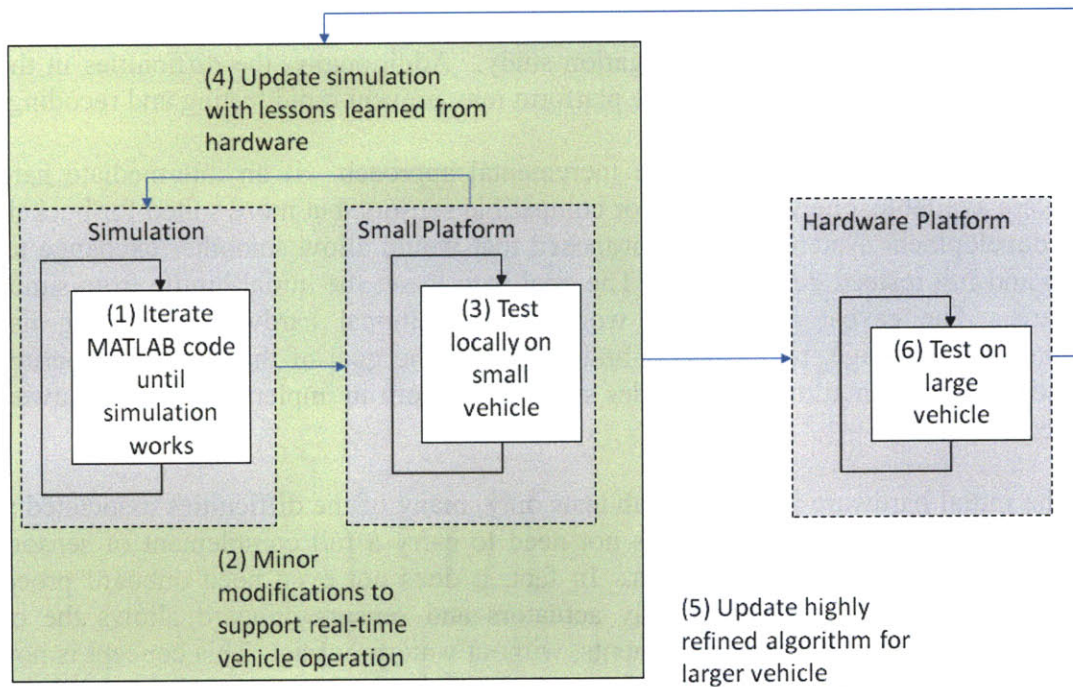 (4) Update simulation
with lessons learned from
hardware
Simulation
(1) Iterate
MATLAB code
until
simulation
works
Small Platform
(3) Test
locally on
small
vehicle
Hardware Platform
(6) Test on
large
vehicle
(2) Minor
modifications to
support real-time
vehicle operation
(5) Update highly
refined algorithm for
larger vehicle